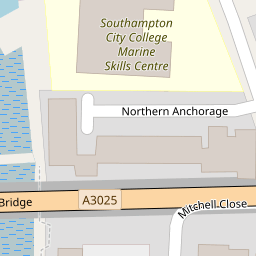 Southampton
City College
Marine
Skills Centre
Northern Anchorage
A3025
Bridge
Mitchell Close